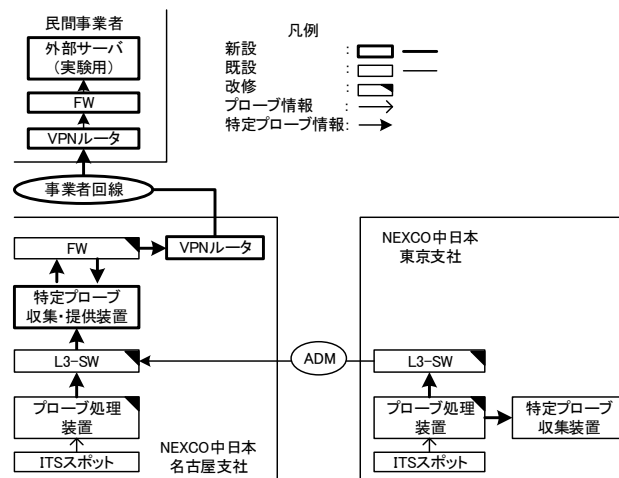 民間事業者
外部サーバ
（実験用）
FW
VPNルータ
事業者回線
凡例
新設 :
既設 :
改修 :
プローブ情報 :
特定プローブ情報:
FW
VPNルータ
特定プローブ
収集・提供装置
L3-SW
プローブ処理
装置
ITSスポット
NEXCO中日本
名古屋支社
ADM
NEXCO中日本
東京支社
L3-SW
プローブ処理
装置
特定プローブ
収集装置
ITSスポット